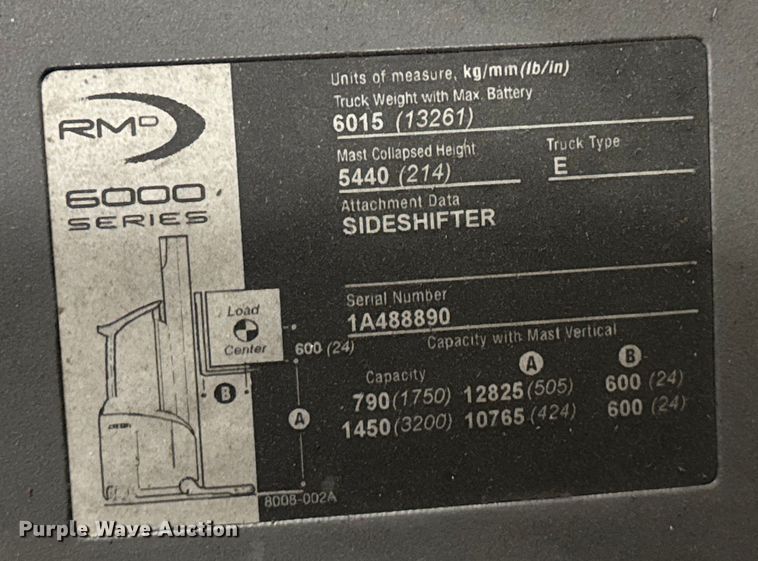 Units of measure, kg/mm(lb/in)
Truck Weight with Max. Battery
6015 (13261)
Mast Collapsed Height
5440 (214)
Truck Type
E
Attachment Data
SIDESHIFTER
Serial Number
1A488890
Capacity with Mast Vertical
Capacity A B
790(1750) 12825(505) 600 (24)
1450(3200) 10765(424) 600 (24)
RMD
6000
SERIES
Load
Center
600 (24)
B
A
8008-002A
Purple Wave Auction